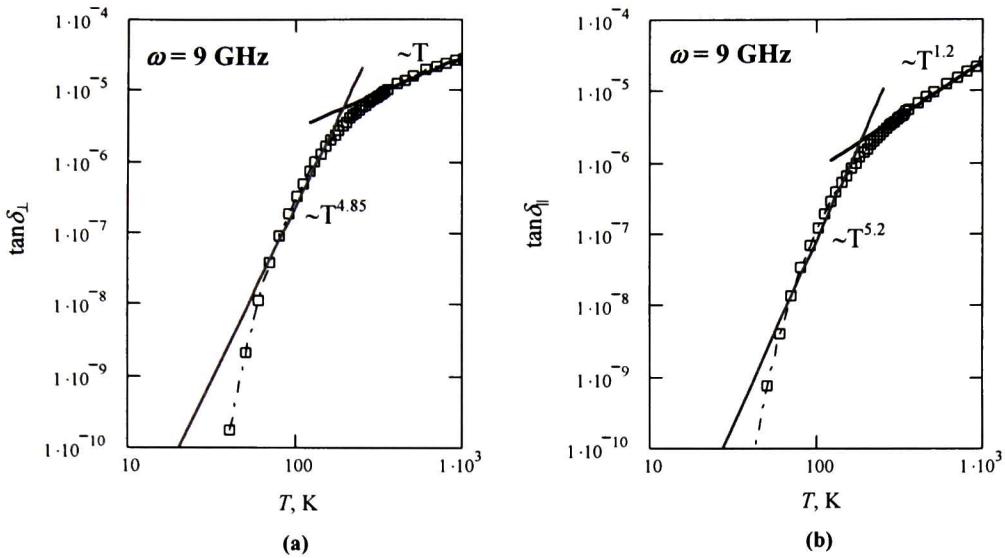 1·10⁻⁴
1·10⁻⁵
1·10⁻⁶
1·10⁻⁷
1·10⁻⁸
1·10⁻⁹
1·10⁻¹⁰
tanδ⊥
ω = 9 GHz
~T
~T⁴·⁸⁵
10
100
1·10³
T, K
(a)
1·10⁻⁴
1·10⁻⁵
1·10⁻⁶
1·10⁻⁷
1·10⁻⁸
1·10⁻⁹
1·10⁻¹⁰
tanδ∥
ω = 9 GHz
~T¹·²
~T⁵·²
10
100
1·10³
T, K
(b)